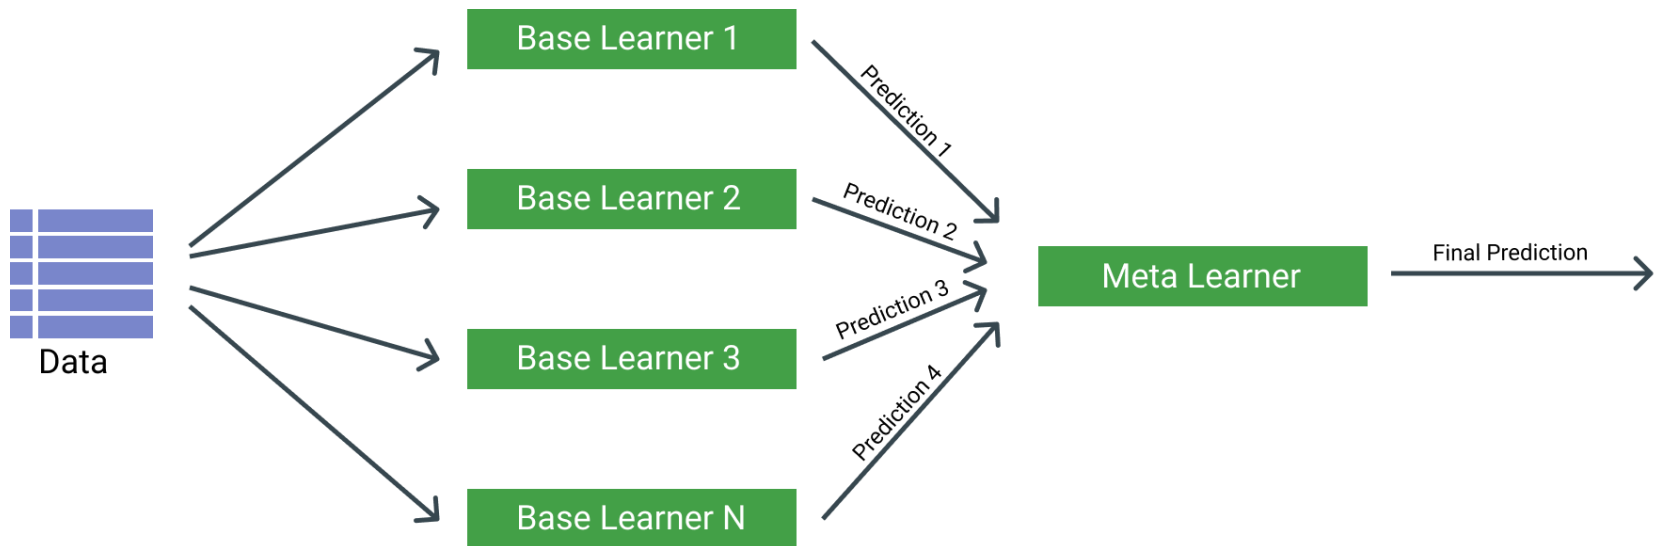 Data
Base Learner 1
Base Learner 2
Base Learner 3
Base Learner N
Prediction 1
Prediction 2
Prediction 3
Prediction 4
Meta Learner
Final Prediction